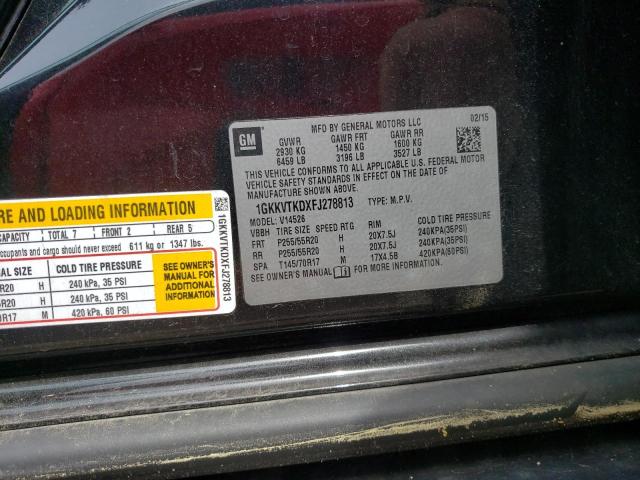 GM
MFD BY GENERAL MOTORS LLC
02/15
GVWR GAWR FRT GAWR RR
2930 KG 1450 KG 1600 KG
6459 LB 3196 LB 3527 LB
THIS VEHICLE CONFORMS TO ALL APPLICABLE U.S. FEDERAL MOTOR
VEHICLE SAFETY, BUMPER, AND THEFT PREVENTION STANDARDS IN EFFECT ON THE DATE OF
MANUFACTURE SHOWN ABOVE.
1GKKVTKDXFJ278813 TYPE: M.P.V.
MODEL: V14526
VBBH TIRE SIZE SPEED RTG RIM COLD TIRE PRESSURE
FRT P255/55R20 H 20X7.5J 240KPA(35PSI)
RR P255/55R20 H 20X7.5J 240KPA(35PSI)
SPA T145/70R17 M 17X4.5B 420KPA(60PSI)
SEE OWNER'S MANUAL FOR MORE INFORMATION.
RE AND LOADING INFORMATION
CAPACITY TOTAL 7 FRONT 2 REAR 5
ccupants and cargo should never exceed 611 kg or 1347 lbs.
AL SIZE COLD TIRE PRESSURE
R20 H 240 kPa, 35 PSI
R20 H 240 kPa, 35 PSI
R17 M 420 kPa, 60 PSI
SEE OWNER'S
MANUAL FOR
ADDITIONAL
INFORMATION
1GKKVTKDXFJ278813